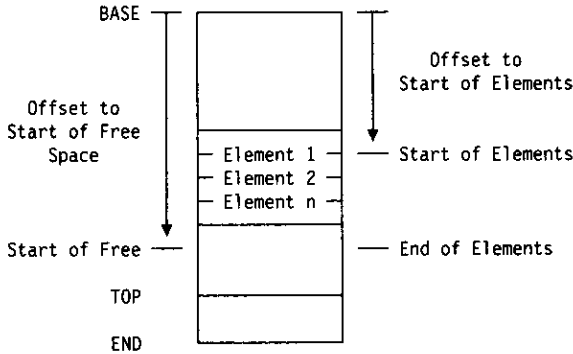 BASE
Offset to
Start of Elements
Offset to
Start of Free
Space
Element 1
Start of Elements
Element 2
Element n
Start of Free
End of Elements
TOP
END